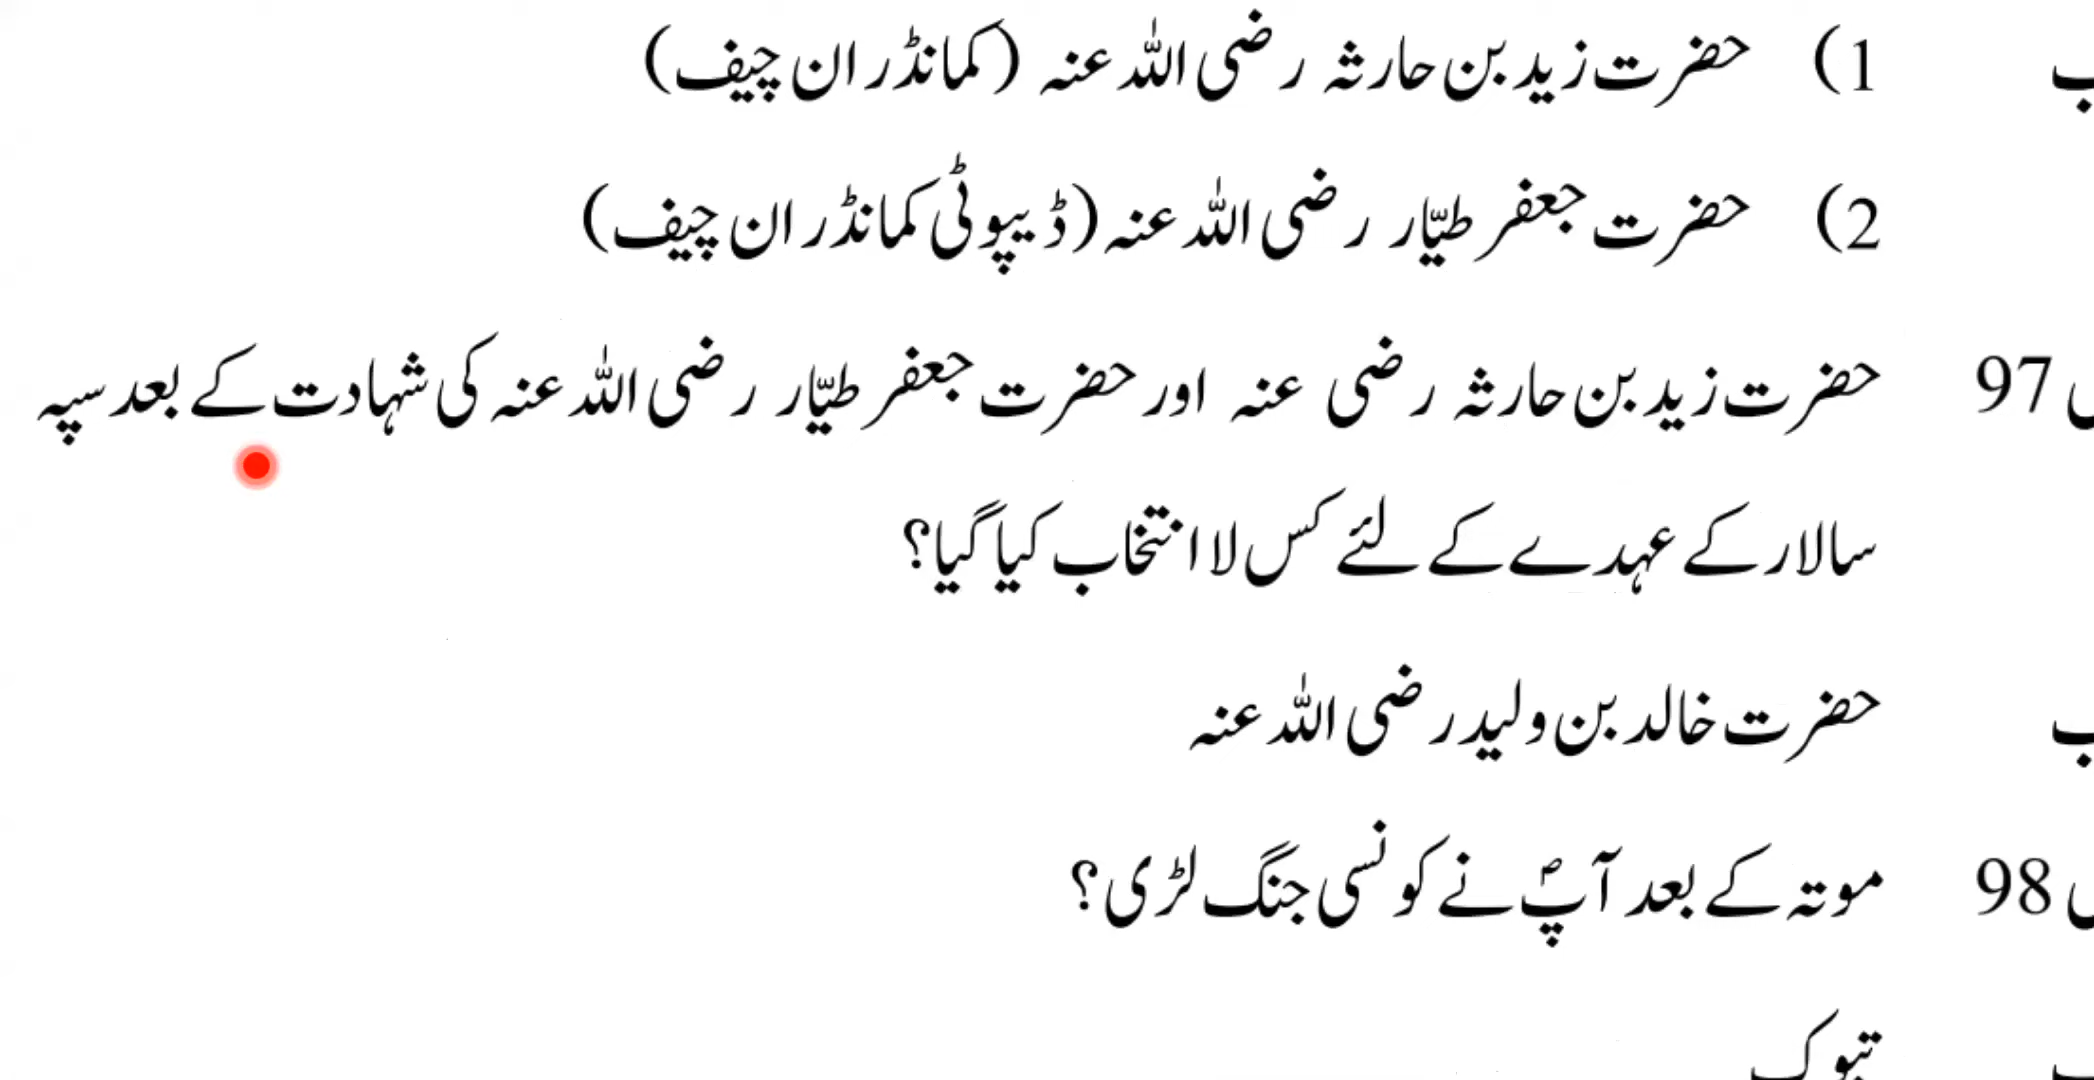 ب 1) حضرت زید بن حارثہ رضی اللہ عنہ (کمانڈر ان چیف)
2) حضرت جعفر طیّار رضی اللہ عنہ (ڈیپوٹی کمانڈر ان چیف)
س 97 حضرت زید بن حارثہ رضی عنہ اور حضرت جعفر طیّار رضی اللہ عنہ کی شہادت کے بعد سپہ
سالار کے عہدے کے لئے کس لا انتخاب کیا گیا؟
ب حضرت خالد بن ولید رضی اللہ عنہ
س 98 موتہ کے بعد آپؐ نے کونسی جنگ لڑی؟
ب تبوک